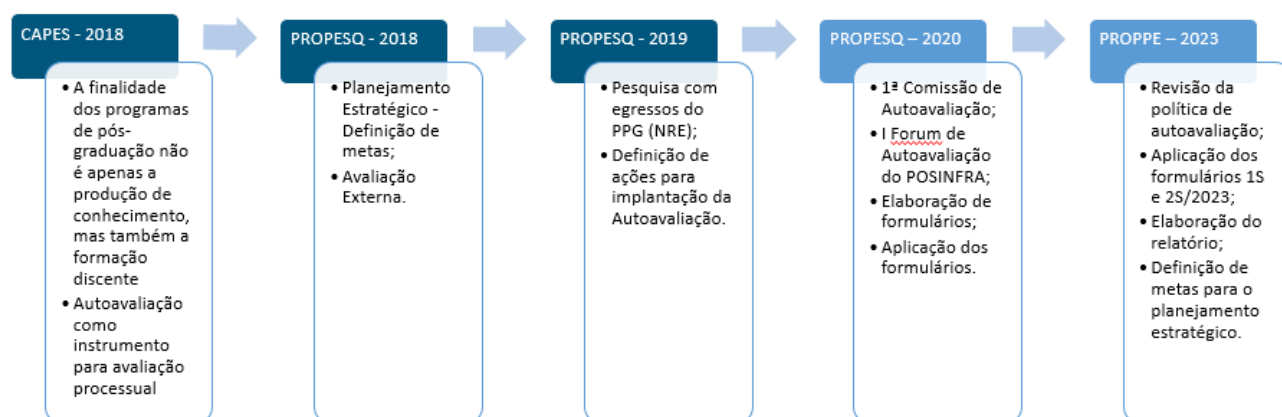 CAPES - 2018
• A finalidade
dos programas
de pós-
graduação não
é apenas a
produção de
conhecimento,
mas também a
formação
discente
• Autoavaliação
como
instrumento
para avaliação
processual
PROPESQ - 2018
• Planejamento
Estratégico -
Definição de
metas;
• Avaliação
Externa.
PROPESQ - 2019
• Pesquisa com
egressos do
PPG (NRE);
• Definição de
ações para
implantação da
Autoavaliação.
PROPESQ – 2020
• 1ª Comissão de
Autoavaliação;
• I Forum de
Autoavaliação
do POSINFRA;
• Elaboração de
formulários;
• Aplicação dos
formulários.
PROPPE – 2023
• Revisão da
política de
autoavaliação;
• Aplicação dos
formulários 1S
e 2S/2023;
• Elaboração do
relatório;
• Definição de
metas para o
planejamento
estratégico.